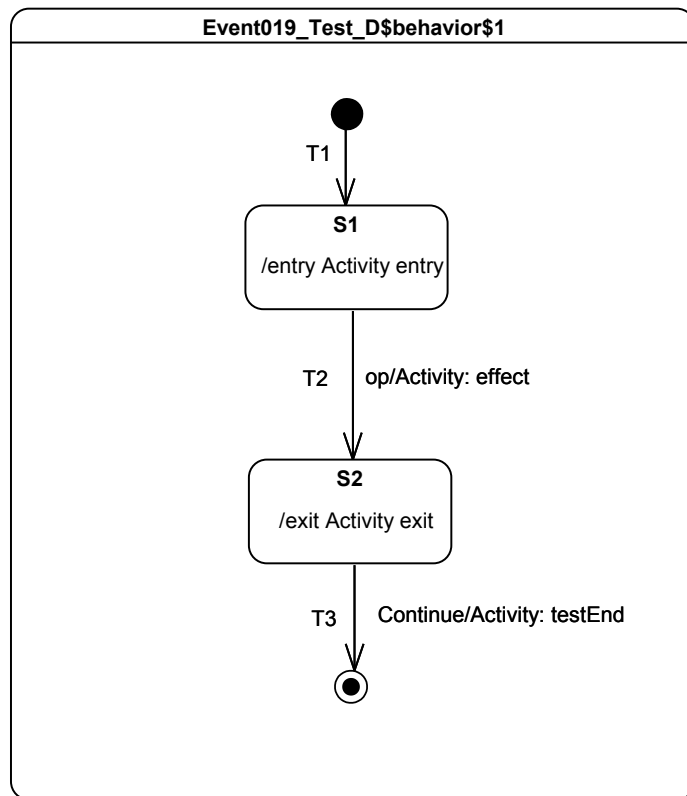 Event019_Test_D$behavior$1
T1
S1
/entry Activity entry
T2 op/Activity: effect
S2
/exit Activity exit
T3 Continue/Activity: testEnd